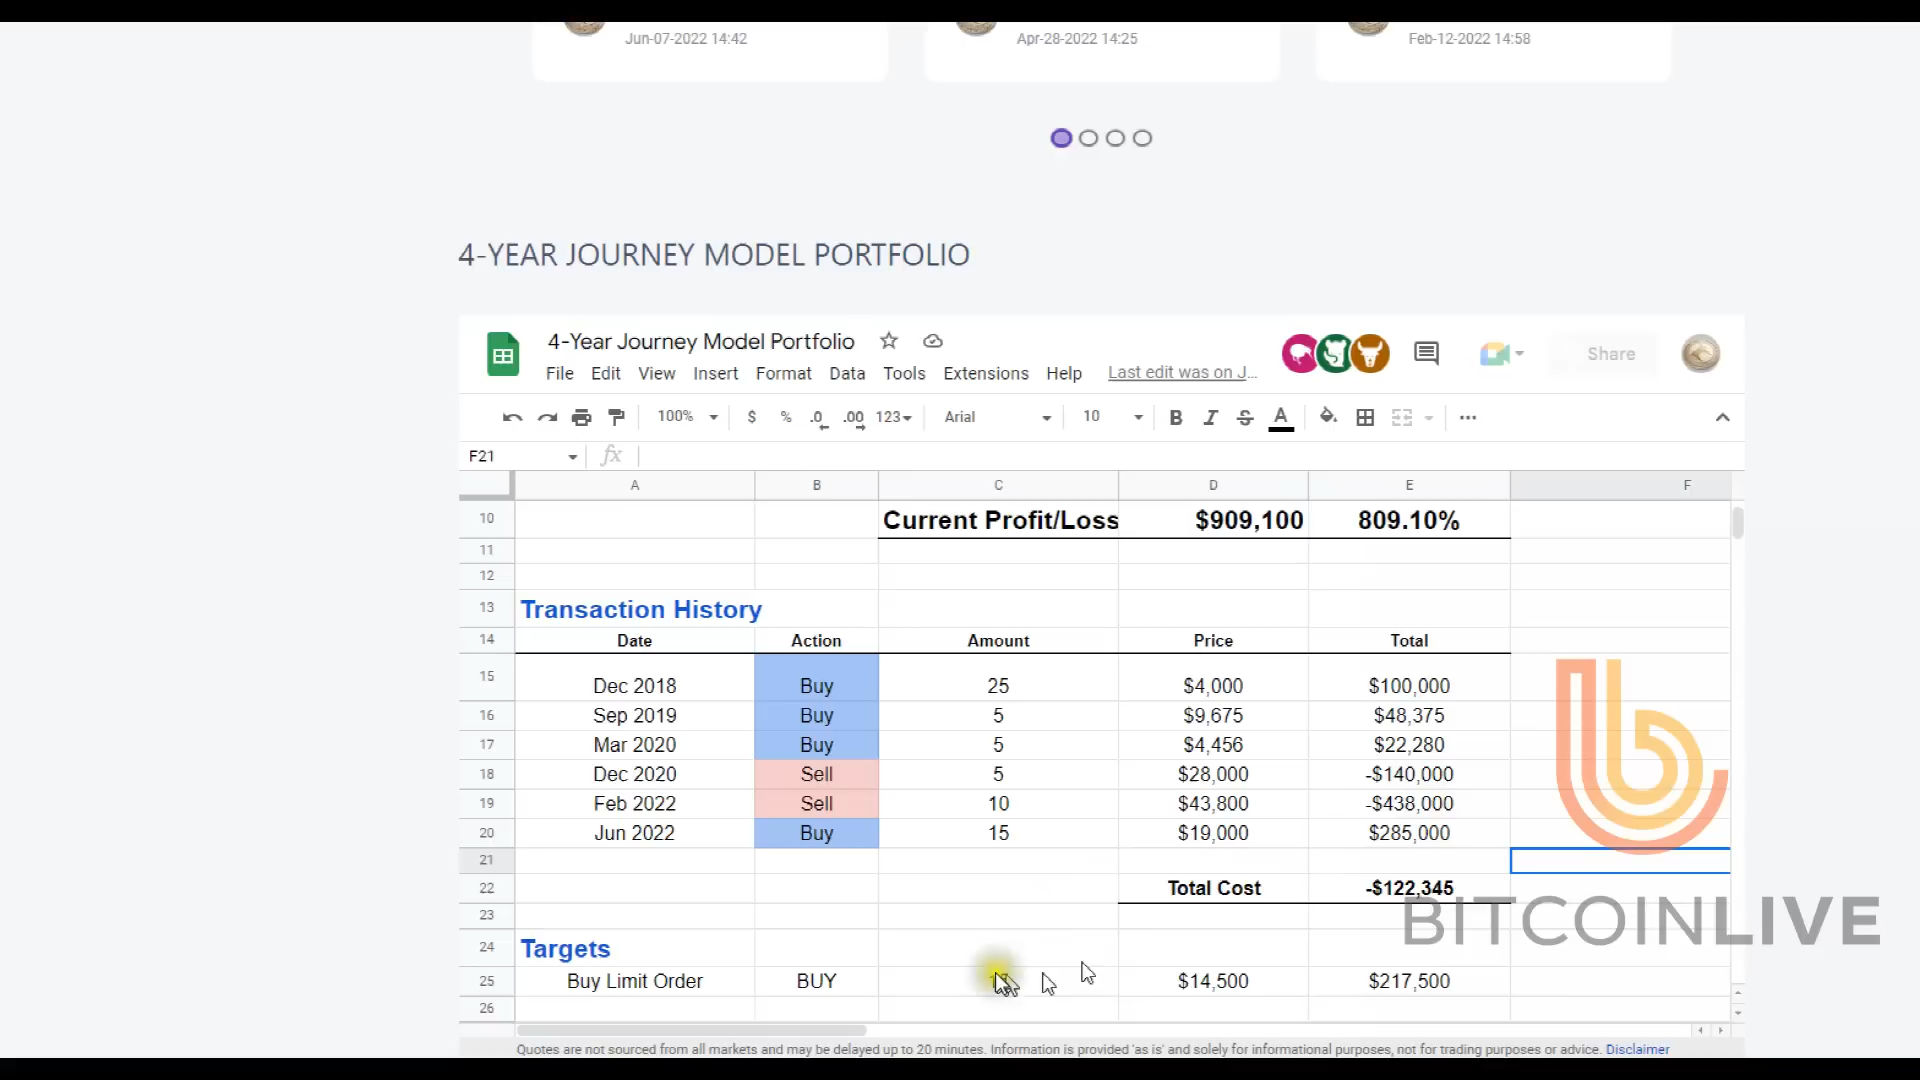 Jun-07-2022 14:42 Apr-28-2022 14:25 Feb-12-2022 14:58
4-YEAR JOURNEY MODEL PORTFOLIO
4-Year Journey Model Portfolio
Share
File Edit View Insert Format Data Tools Extensions Help Last edit was on J...
100% $ % .0 .00 123 Arial 10 B I S A
F21 fx
A B C D E F
10 Current Profit/Loss $909,100 809.10%
11
12
13 Transaction History
14 Date Action Amount Price Total
15 Dec 2018 Buy 25 $4,000 $100,000
16 Sep 2019 Buy 5 $9,675 $48,375
17 Mar 2020 Buy 5 $4,456 $22,280
18 Dec 2020 Sell 5 $28,000 -$140,000
19 Feb 2022 Sell 10 $43,800 -$438,000
20 Jun 2022 Buy 15 $19,000 $285,000
21
22 Total Cost -$122,345
BITCOINLIVE
23
24 Targets
25 Buy Limit Order BUY $14,500 $217,500
26
Quotes are not sourced from all markets and may be delayed up to 20 minutes. Information is provided 'as is' and solely for informational purposes, not for trading purposes or advice. Disclaimer